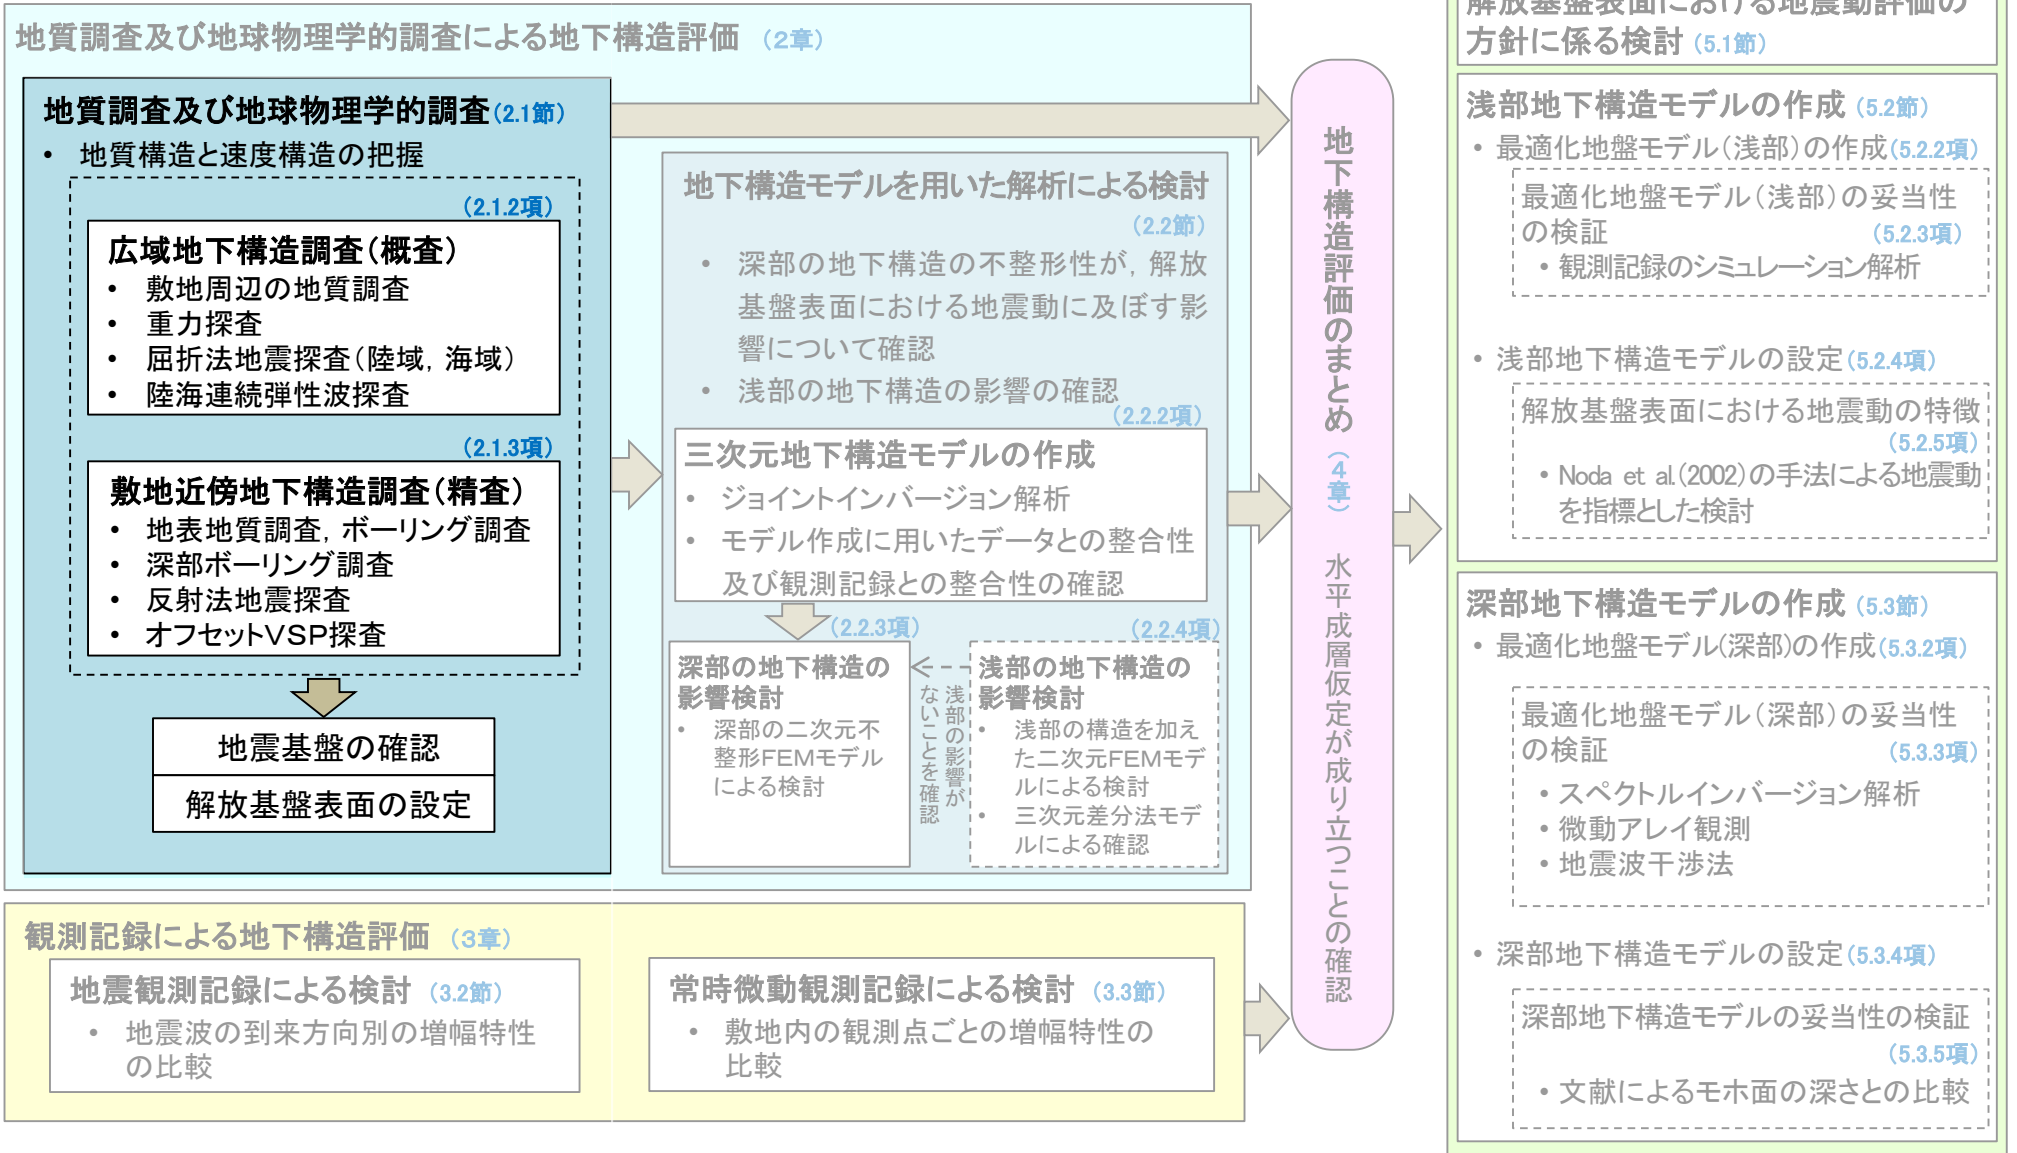 地質調査及び地球物理学的調査による地下構造評価 （2章）
地質調査及び地球物理学的調査(2.1節)
• 地質構造と速度構造の把握
（2.1.2項）
広域地下構造調査（概査）
• 敷地周辺の地質調査
• 重力探査
• 屈折法地震探査（陸域，海域）
• 陸海連続弾性波探査
（2.1.3項）
敷地近傍地下構造調査（精査）
• 地表地質調査，ボーリング調査
• 深部ボーリング調査
• 反射法地震探査
• オフセットVSP探査
地震基盤の確認
解放基盤表面の設定
地下構造モデルを用いた解析による検討
（2.2節）
• 深部の地下構造の不整形性が，解放
基盤表面における地震動に及ぼす影
響について確認
• 浅部の地下構造の影響の確認
（2.2.2項）
三次元地下構造モデルの作成
• ジョイントインバージョン解析
• モデル作成に用いたデータとの整合性
及び観測記録との整合性の確認
（2.2.3項）
深部の地下構造の
影響検討
• 深部の二次元不
整形FEMモデル
による検討
浅部の影響が
ないことを確認
（2.2.4項）
浅部の地下構造の
影響検討
• 浅部の構造を加え
た二次元FEMモデ
ルによる検討
• 三次元差分法モデ
ルによる確認
観測記録による地下構造評価 （3章）
地震観測記録による検討 （3.2節）
• 地震波の到来方向別の増幅特性
の比較
常時微動観測記録による検討 （3.3節）
• 敷地内の観測点ごとの増幅特性の
比較
地下構造評価のまとめ（4章） 水平成層仮定が成り立つことの確認
解放基盤表面における地震動評価の
方針に係る検討（5.1節）
浅部地下構造モデルの作成（5.2節）
• 最適化地盤モデル（浅部）の作成（5.2.2項）
最適化地盤モデル（浅部）の妥当性
の検証 （5.2.3項）
• 観測記録のシミュレーション解析
• 浅部地下構造モデルの設定（5.2.4項）
解放基盤表面における地震動の特徴
（5.2.5項）
• Noda et al.（2002）の手法による地震動
を指標とした検討
深部地下構造モデルの作成（5.3節）
• 最適化地盤モデル(深部)の作成（5.3.2項）
最適化地盤モデル（深部）の妥当性
の検証 （5.3.3項）
• スペクトルインバージョン解析
• 微動アレイ観測
• 地震波干渉法
• 深部地下構造モデルの設定（5.3.4項）
深部地下構造モデルの妥当性の検証
（5.3.5項）
• 文献によるモホ面の深さとの比較